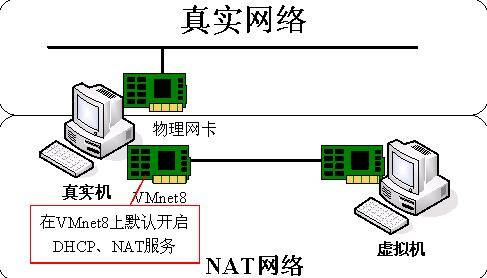 真实网络
物理网卡
真实机
VMnet8
在VMnet8上默认开启
DHCP、NAT服务
虚拟机
NAT网络